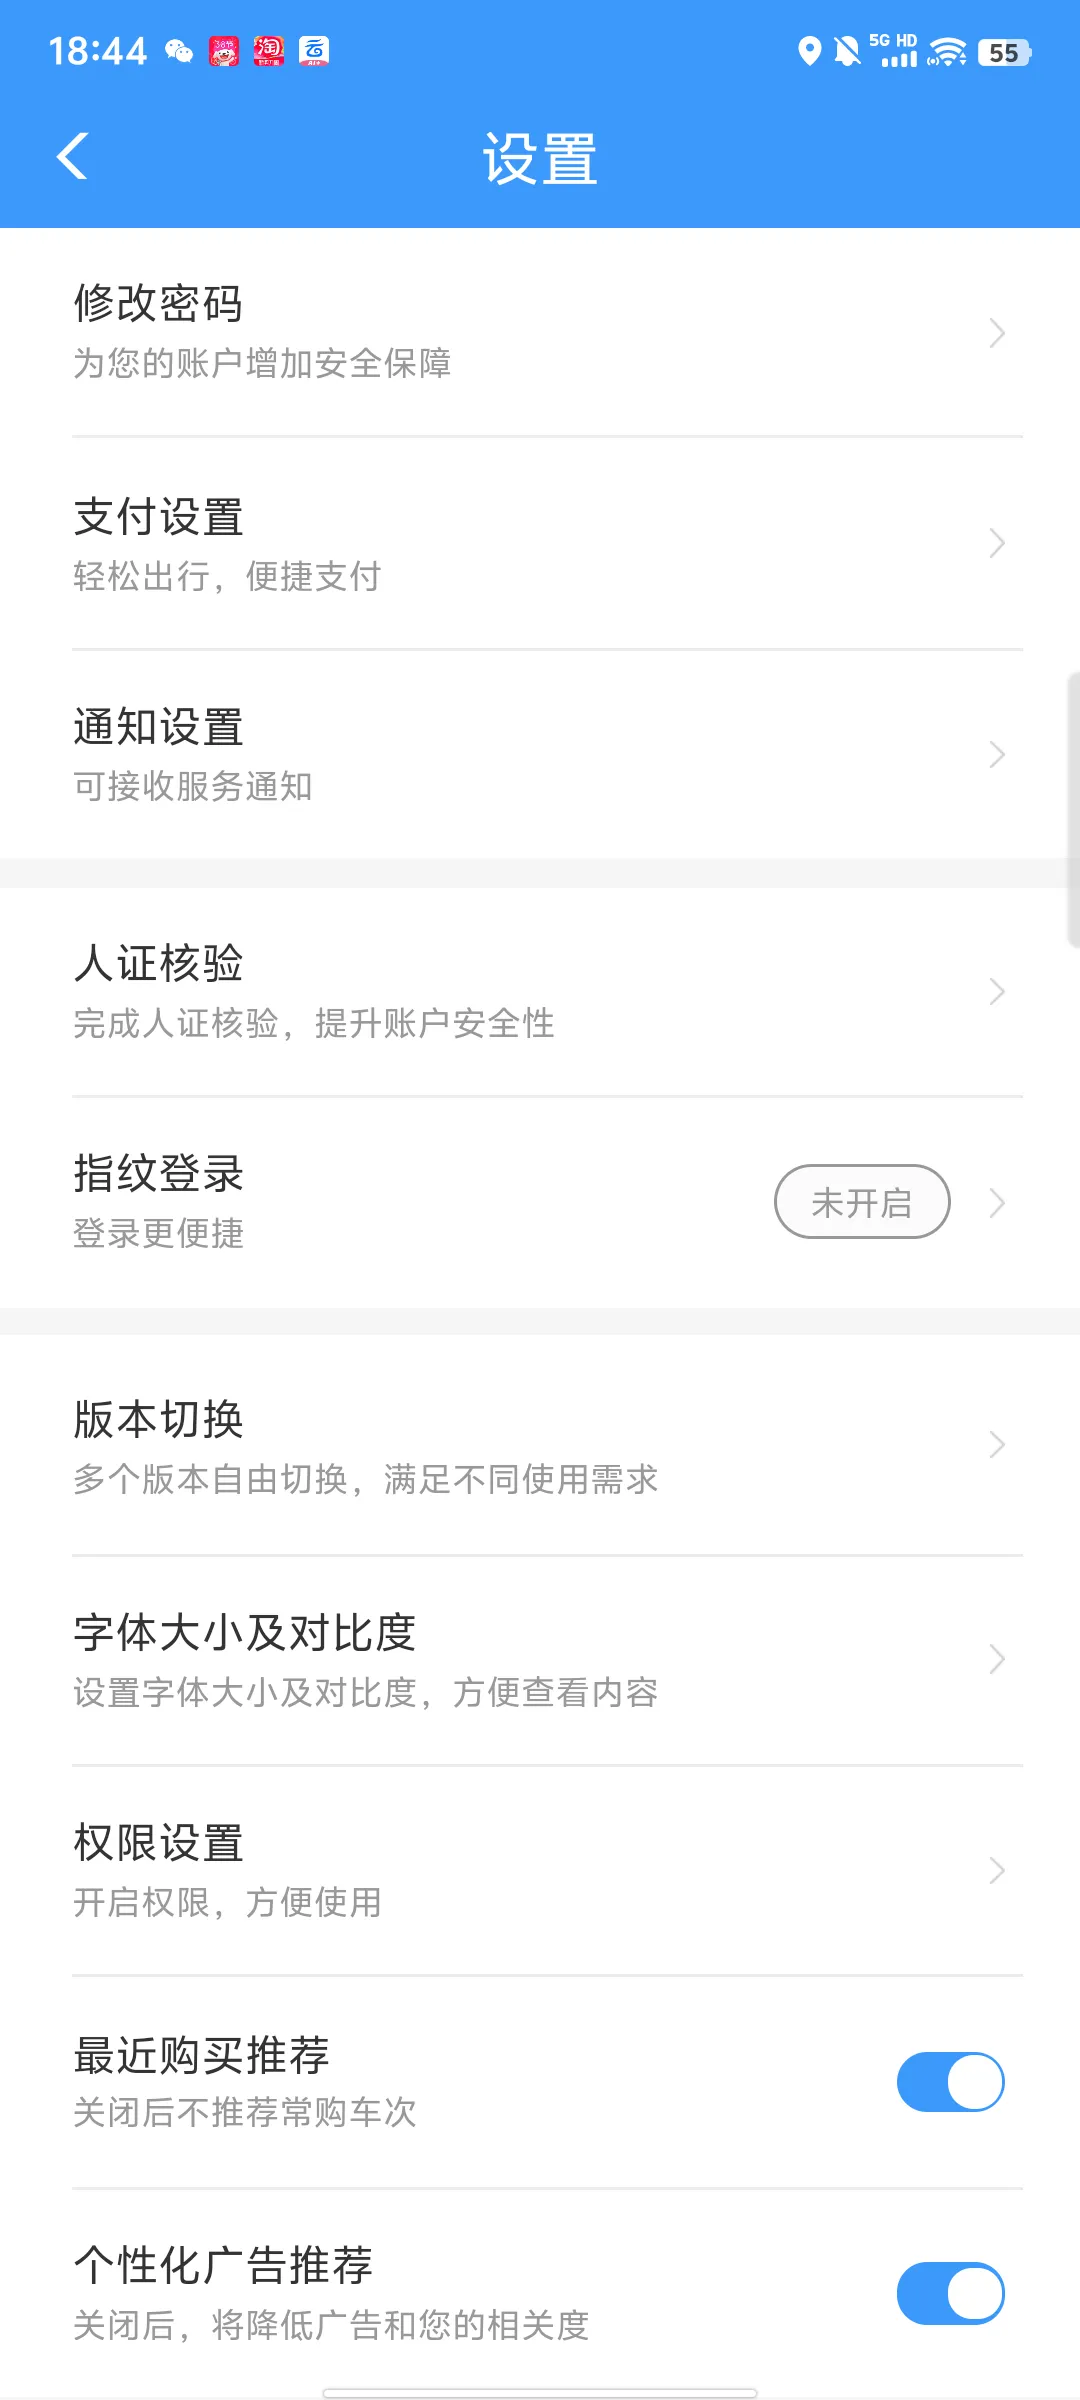 18:44
5G HD
55
设置
修改密码
为您的账户增加安全保障
支付设置
轻松出行，便捷支付
通知设置
可接收服务通知
人证核验
完成人证核验，提升账户安全性
指纹登录
未开启
登录更便捷
版本切换
多个版本自由切换，满足不同使用需求
字体大小及对比度
设置字体大小及对比度，方便查看内容
权限设置
开启权限，方便使用
最近购买推荐
关闭后不推荐常购车次
个性化广告推荐
关闭后，将降低广告和您的相关度